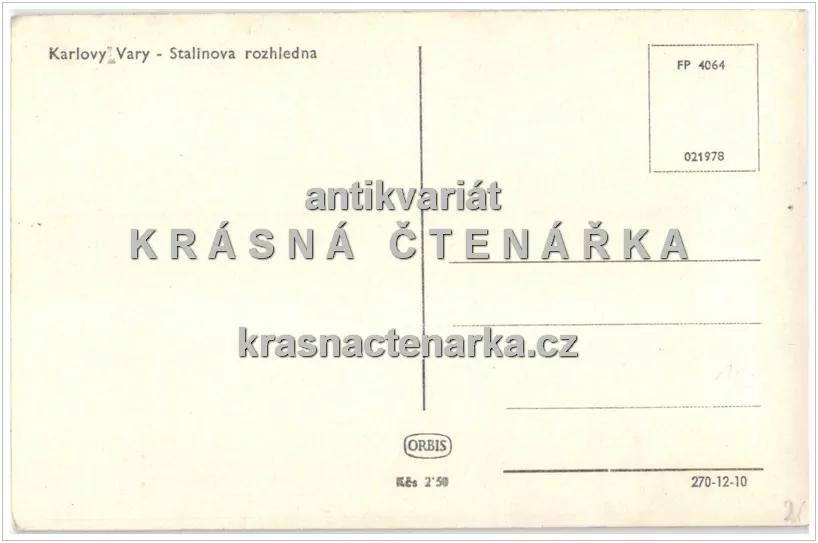 Karlovy Vary - Stalinova rozhledna
FP 4064
021978
antikvariát
KRÁSNÁ ČTENÁŘKA
krasnactenarka.cz
ORBIS
Kčs 2'50
270-12-10